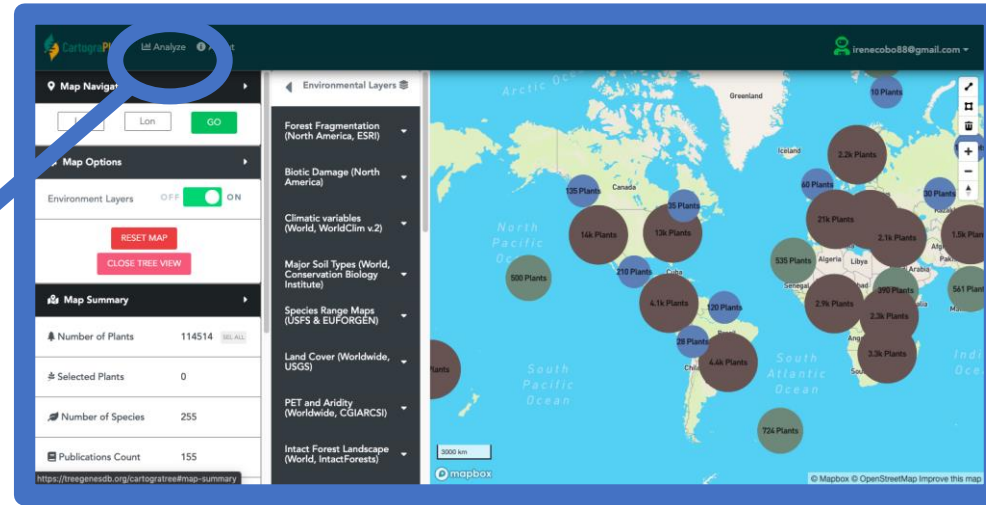 CartograPl
Analyze
irenecobo88@gmail.com
Map Navigat
Lon
GO
Map Options
Environment Layers OFF ON
RESET MAP
CLOSE TREE VIEW
Map Summary
Number of Plants 114514 SEL ALL
Selected Plants 0
Number of Species 255
Publications Count 155
https://treegenesdb.org/cartogratree#map-summary
Environmental Layers
Forest Fragmentation
(North America, ESRI)
Biotic Damage (North
America)
Climatic variables
(World, WorldClim v.2)
Major Soil Types (World,
Conservation Biology
Institute)
Species Range Maps
(USFS & EUFORGEN)
Land Cover (Worldwide,
USGS)
PET and Aridity
(Worldwide, CGIARCSI)
Intact Forest Landscape
(World, IntactForests)
Arctic
Greenland
10 Plants
Iceland
2.2k Plants
135 Plants
Canada
60 Plants
30 Plants
35 Plants
North
Pacific
14k Plants
13k Plants
21k Plants
2.1k Plants
1.5k Plan
535 Plants
Algeria
Libya
Arabia
500 Plants
210 Plants
Cuba
Senegal
390 Plants
561 Plant
4.1k Plants
120 Plants
2.9k Plants
2.3k Plants
28 Plants
4.4k Plants
3.3k Plants
Plants
South
Pacific
Ocean
South
Atlantic
Ocean
724 Plants
3000 km
mapbox
© Mapbox © OpenStreetMap Improve this map